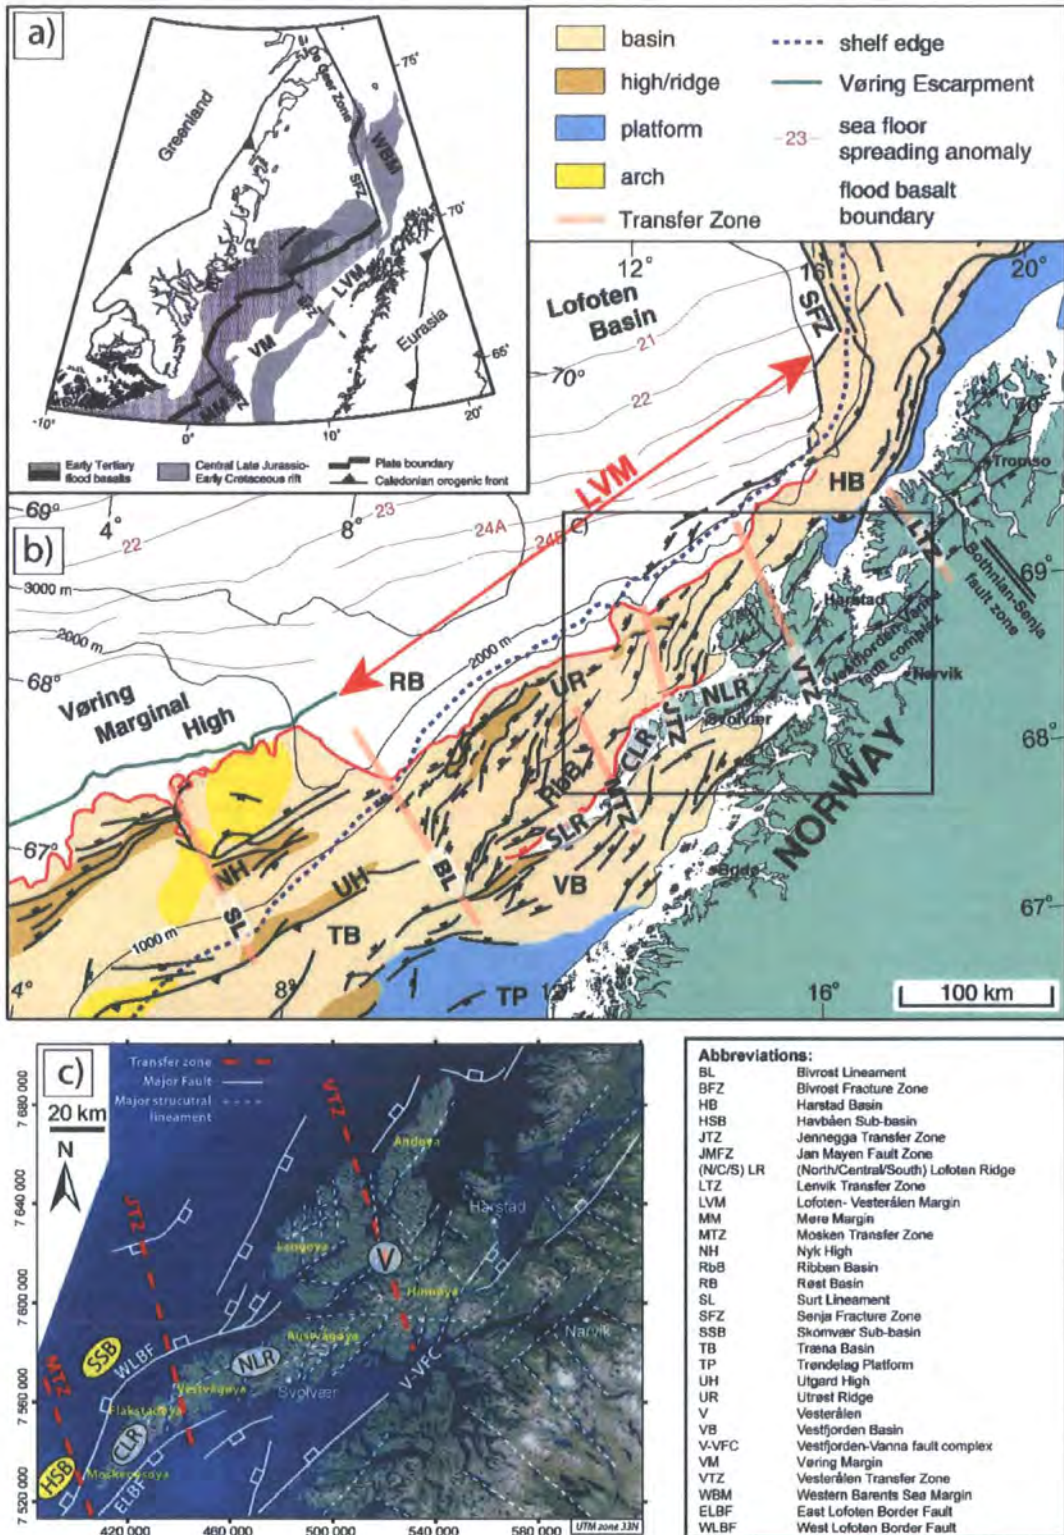 a)
Greenland
De Geer Zone
75°
WBM
SFZ
70°
LVM
VM
Eurasia
65°
-10°
0°
10°
20°
Early Tertiary
flood basalts
Central Late Jurassic-
Early Cretaceous rift
Plate boundary
Caledonian orogenic front
basin
high/ridge
platform
arch
Transfer Zone
shelf edge
Vøring Escarpment
-23-
sea floor
spreading anomaly
flood basalt
boundary
b)
12°
16°
20°
Lofoten
Basin
SFZ
21
70°
22
LVM
HB
70°
Tromsø
69°
4°
8°
23
24A
24B
c)
22
LTZ
Bothnian-Senja
fault zone
69°
3000 m
2000 m
2000 m
Harstad
Vestfjorden-Vanna
fault complex
Narvik
VTZ
68°
RB
UR
NLR
Svolvær
JTZ
CLR
68°
Vøring
Marginal
High
RbB
MTZ
SLR
NORWAY
67°
NH
UH
BL
VB
Bodø
67°
SL
1000 m
TB
4°
8°
TP
16°
100 km
c)
20 km
N
Transfer zone
Major Fault
Major strucutral
lineament
VTZ
Andøya
Harstad
JTZ
Langøya
V
Hinnøya
Austvågøya
Narvik
SSB
WLBF
NLR
V-VFC
MTZ
Svolvær
Vestvågøya
Flakstadøya
CLR
HSB
Moskenesøya
ELBF
7 680 000
7 640 000
7 600 000
7 560 000
7 520 000
420 000
460 000
500 000
540 000
580 000
UTM zone 33N
Abbreviations:
BL Bivrost Lineament
BFZ Bivrost Fracture Zone
HB Harstad Basin
HSB Havbåen Sub-basin
JTZ Jennegga Transfer Zone
JMFZ Jan Mayen Fault Zone
(N/C/S) LR (North/Central/South) Lofoten Ridge
LTZ Lenvik Transfer Zone
LVM Lofoten- Vesterålen Margin
MM Møre Margin
MTZ Mosken Transfer Zone
NH Nyk High
RbB Ribban Basin
RB Røst Basin
SL Surt Lineament
SFZ Senja Fracture Zone
SSB Skomvær Sub-basin
TB Træna Basin
TP Trøndelag Platform
UH Utgard High
UR Utrøst Ridge
V Vesterålen
VB Vestfjorden Basin
V-VFC Vestfjorden-Vanna fault complex
VM Vøring Margin
VTZ Vesterålen Transfer Zone
WBM Western Barents Sea Margin
ELBF East Lofoten Border Fault
WLBF West Lofoten Border Fault